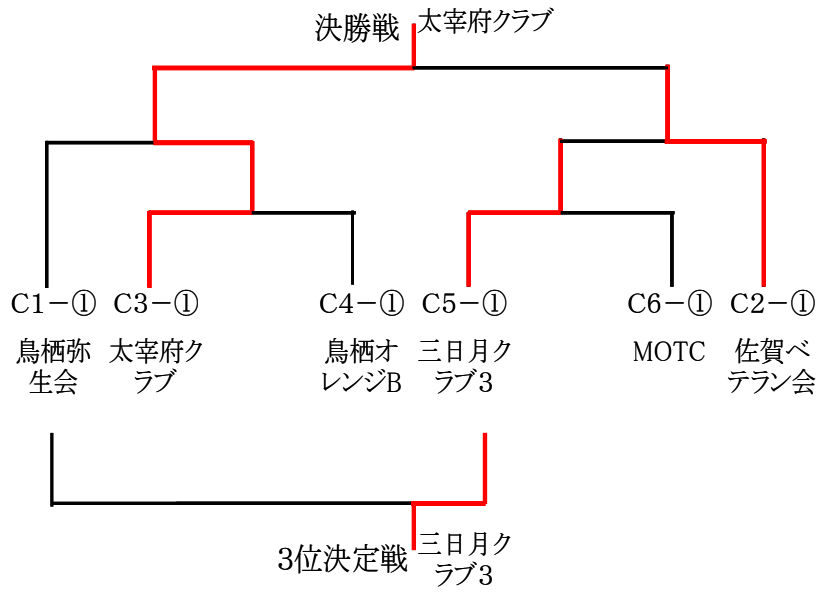 決勝戦 太宰府クラブ
C1－① C3－① C4－① C5－① C6－① C2－①
鳥栖弥 太宰府ク 鳥栖オ 三日月ク MOTC 佐賀ベ
生会 ラブ レンジB ラブ３ テラン会
3位決定戦 三日月ク
ラブ３